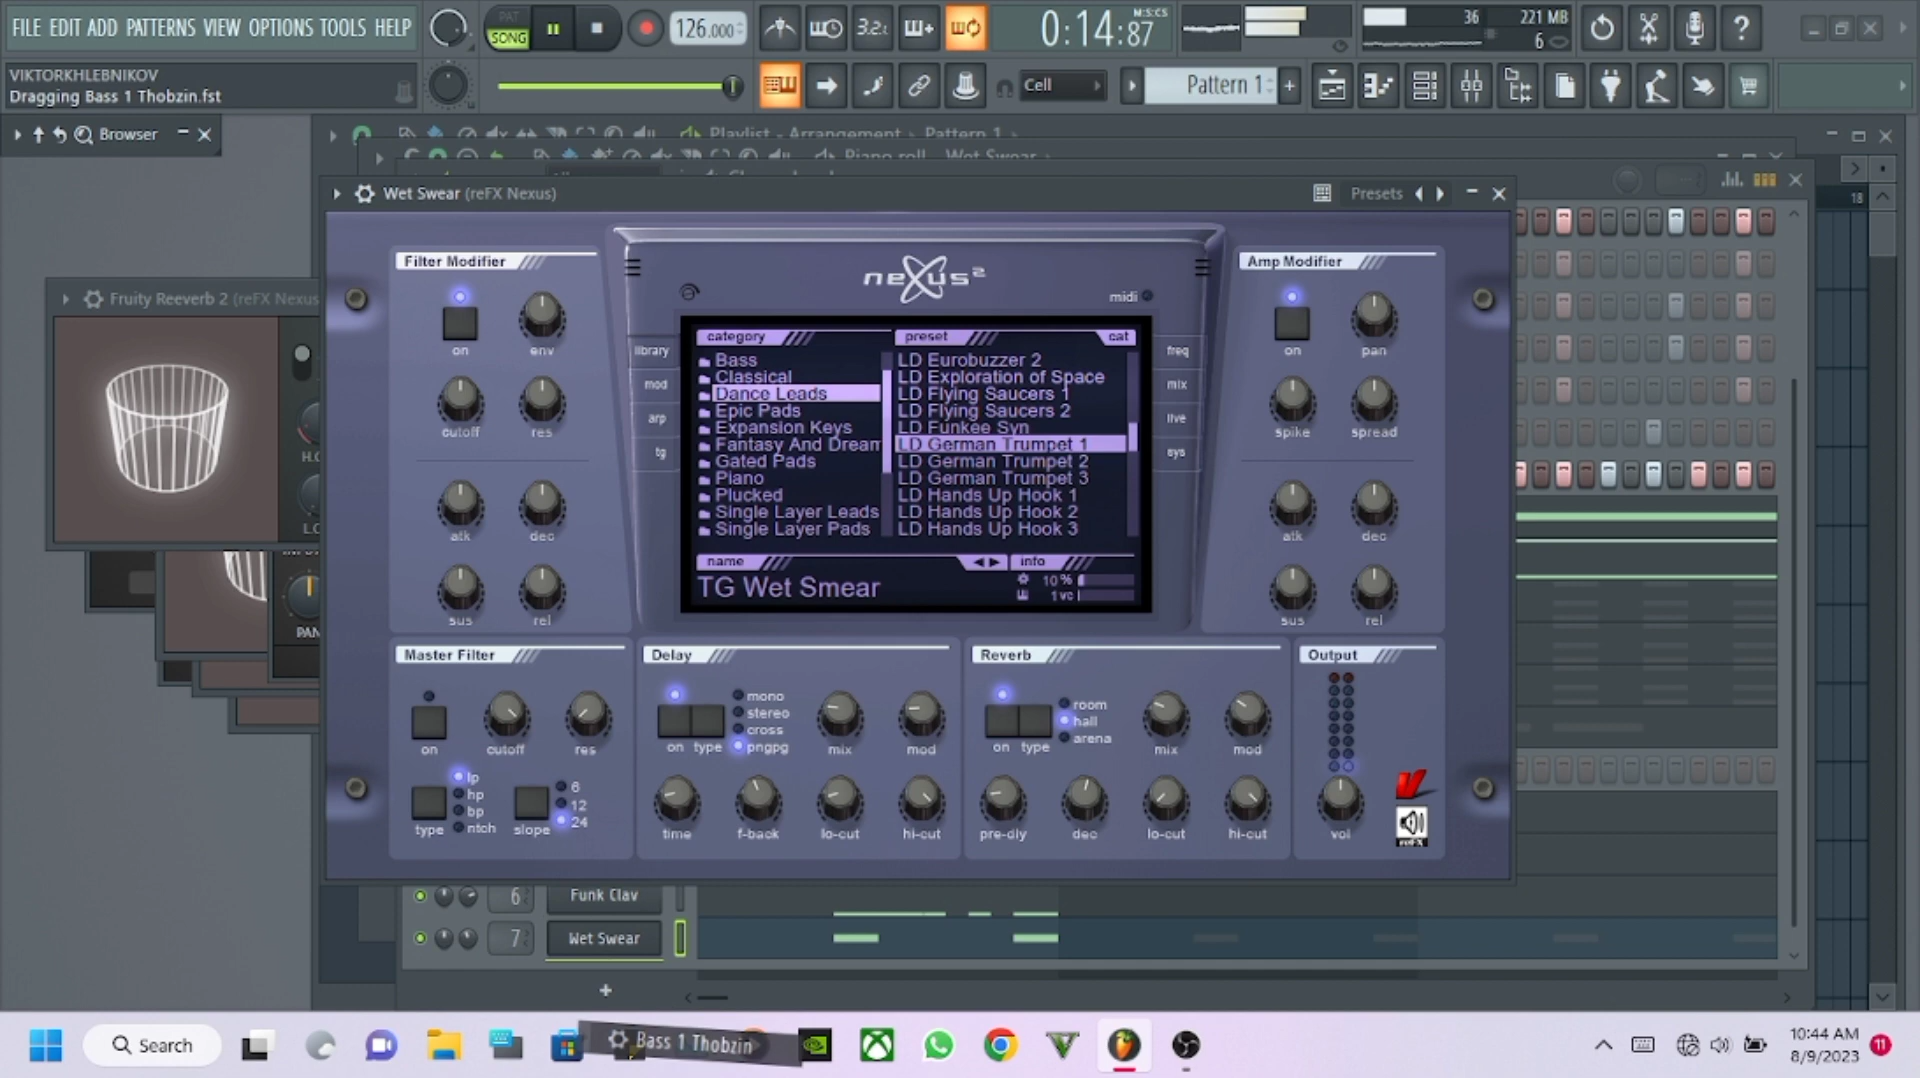 FILE EDIT ADD PATTERNS VIEW OPTIONS TOOLS HELP
PAT
SONG
126.000
3.2.
0:14:87
M:S:CS
36
221 MB
6
VIKTORKHLEBNIKOV
Dragging Bass 1 Thobzin.fst
Cell
Pattern 1
Browser
Playlist - Arrangement
Pattern 1
Piano roll - Wet Swear
18
Wet Swear (reFX Nexus)
Presets
Fruity Reeverb 2 (reFX Nexus
Filter Modifier
on
env
cutoff
res
atk
dec
sus
rel
nexus²
midi
library
mod
arp
tg
category
Bass
Classical
Dance Leads
Epic Pads
Expansion Keys
Fantasy And Dream
Gated Pads
Piano
Plucked
Single Layer Leads
Single Layer Pads
preset
cat
LD Eurobuzzer 2
LD Exploration of Space
LD Flying Saucers 1
LD Flying Saucers 2
LD Funkee Syn
LD German Trumpet 1
LD German Trumpet 2
LD German Trumpet 3
LD Hands Up Hook 1
LD Hands Up Hook 2
LD Hands Up Hook 3
name
TG Wet Smear
info
10 %
1 vc
freq
mix
live
sys
Amp Modifier
on
pan
spike
spread
atk
dec
sus
rel
Master Filter
on
cutoff
res
type
lp
hp
bp
ntch
slope
6
12
24
Delay
on
type
mono
stereo
cross
pngpg
mix
mod
time
f-back
lo-cut
hi-cut
Reverb
on
type
room
hall
arena
mix
mod
pre-dly
dec
lo-cut
hi-cut
Output
vol
reFX
PAN
6
Funk Clav
7
Wet Swear
+
Search
Bass 1 Thobzin
10:44 AM
8/9/2023
11